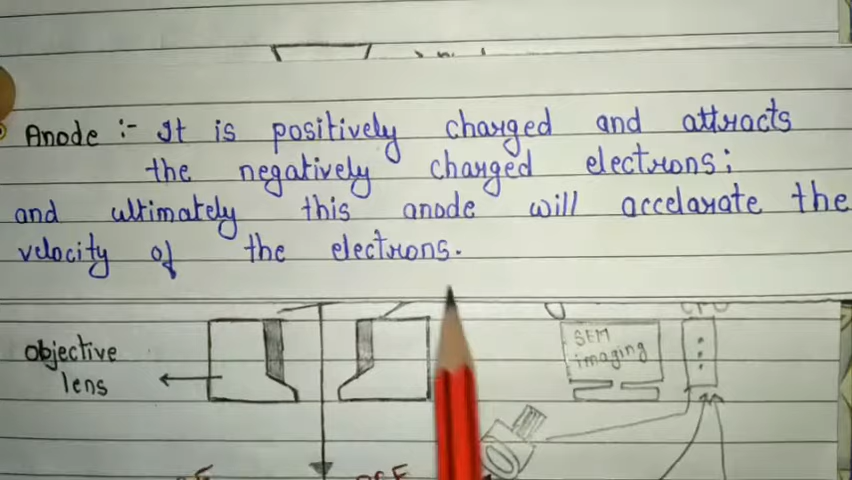 Anode :- It is positively charged and attracts
the negatively charged electrons;
and ultimately this anode will accelarate the
velocity of the electrons.
objective
lens
SEM
imaging
CPU